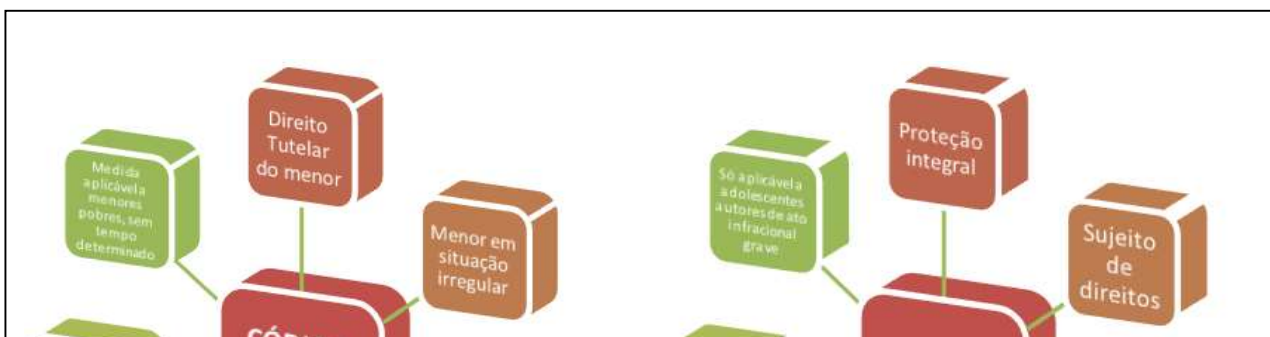 Direito
Tutelar
do menor
Medida
aplicável a
menores
pobres, sem
tempo
determinado
Menor em
situação
irregular
Proteção
integral
Só aplicável a
adolescentes
autores de ato
infracional
grave
Sujeito
de
direitos